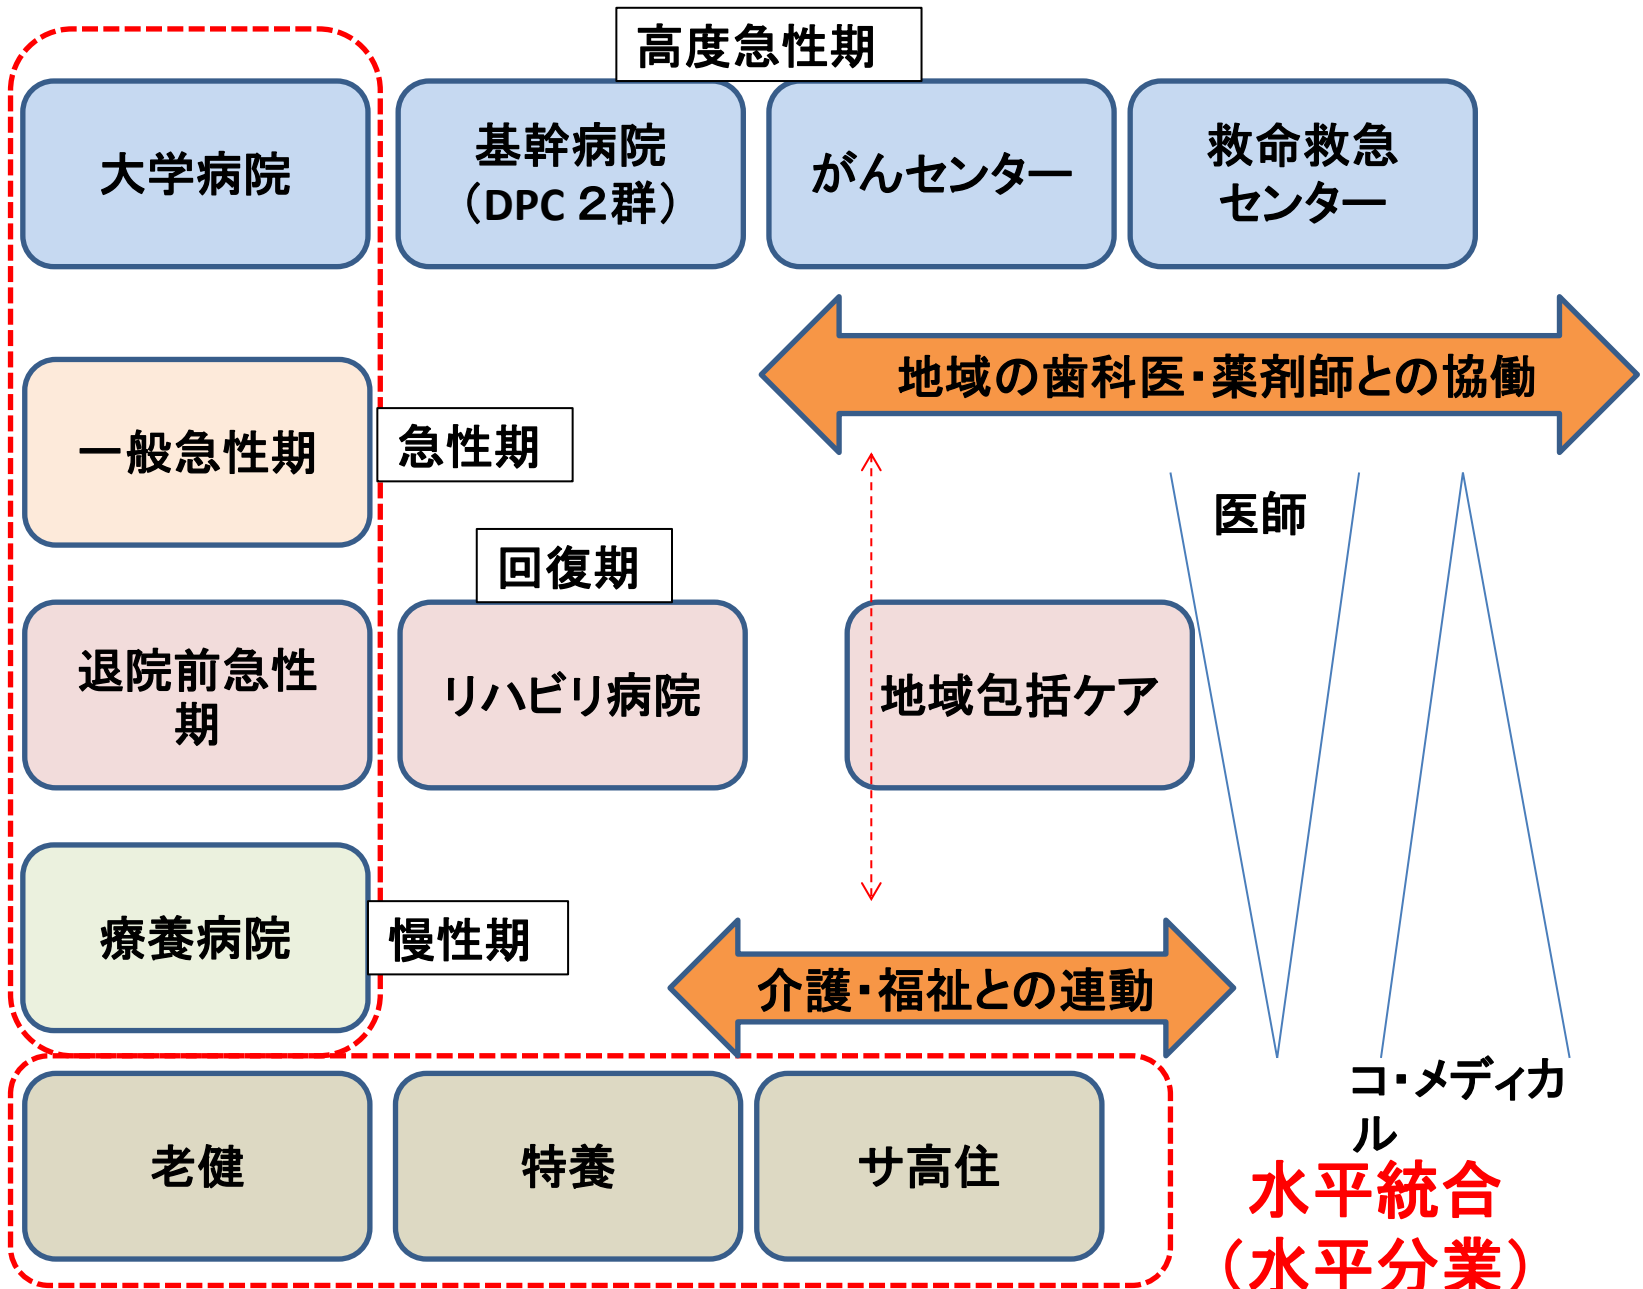 高度急性期
大学病院
基幹病院
（DPC ２群）
がんセンター
救命救急
センター
地域の歯科医・薬剤師との協働
一般急性期
急性期
医師
回復期
退院前急性
期
リハビリ病院
地域包括ケア
療養病院
慢性期
介護・福祉との連動
コ・メディカ
ル
老健
特養
サ高住
水平統合
（水平分業）